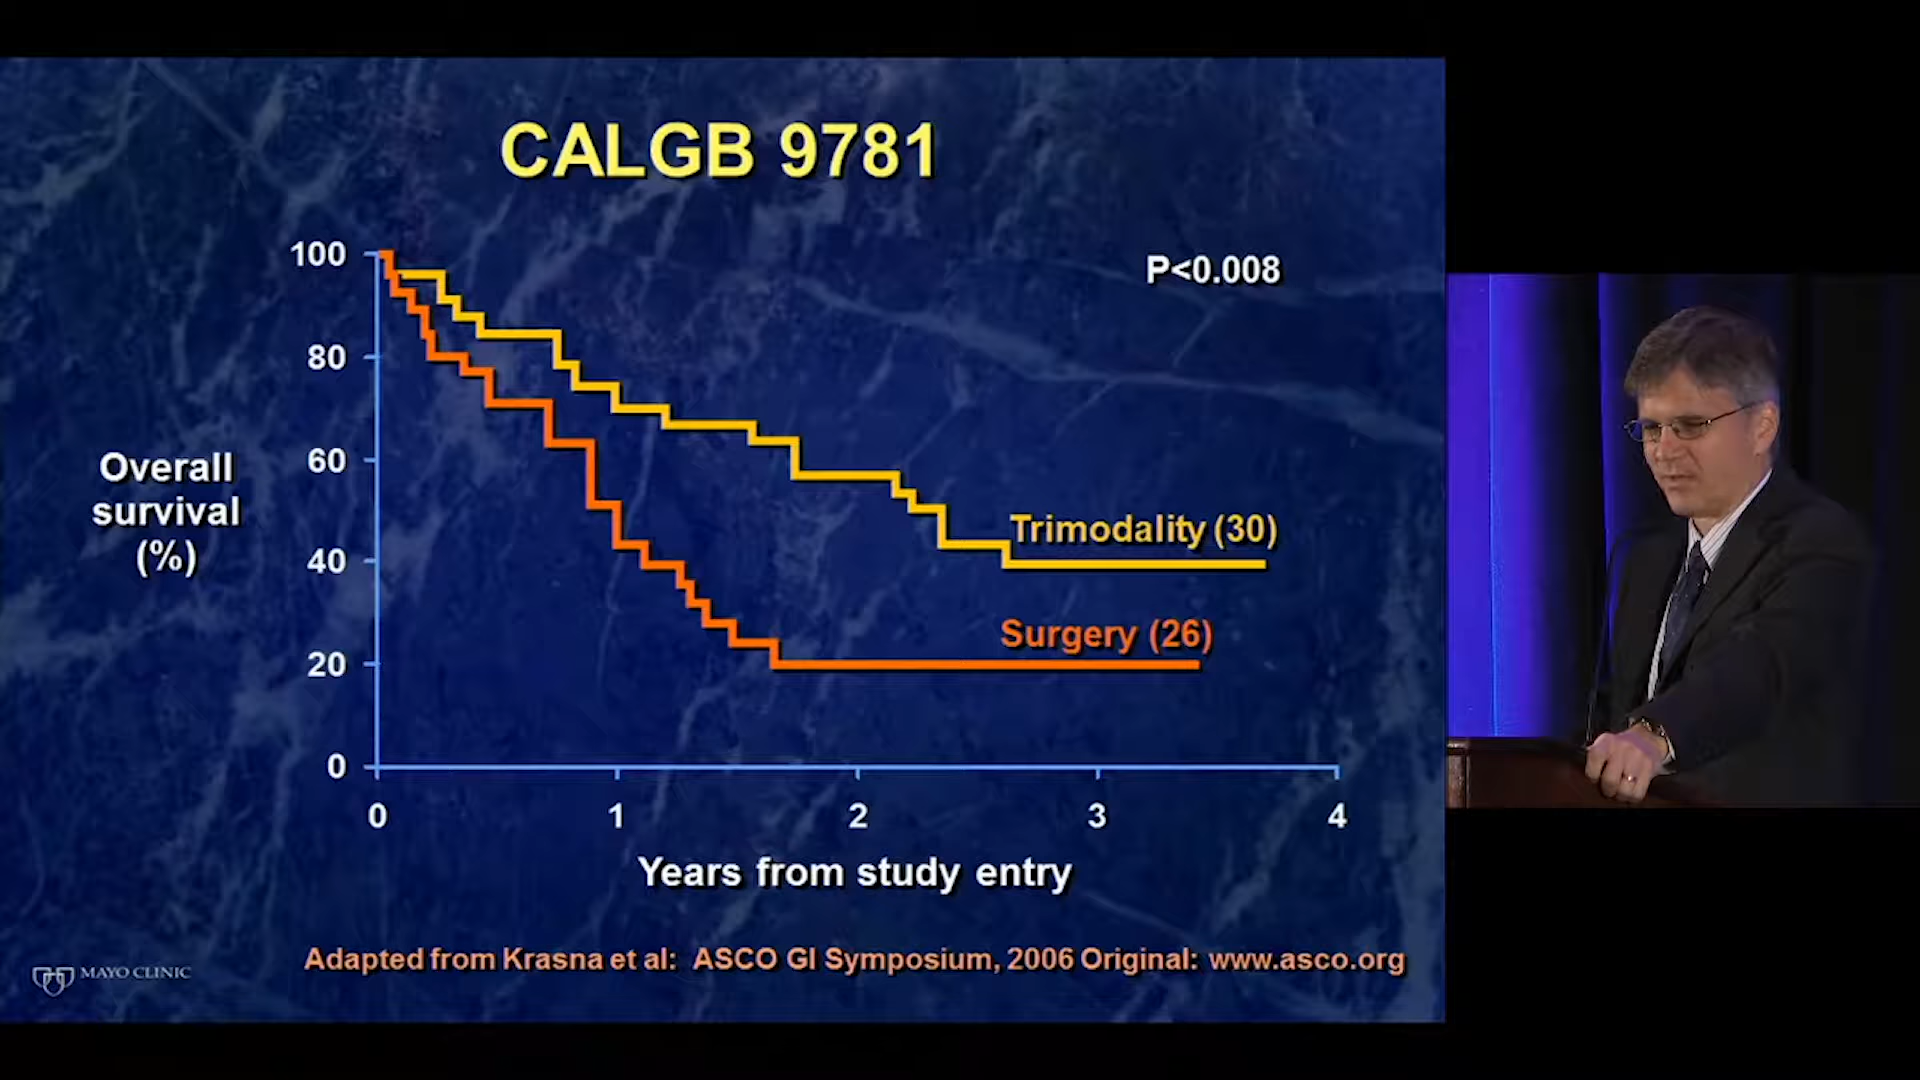 CALGB 9781
P<0.008
100
80
60
40
20
0
Overall
survival
(%)
Trimodality (30)
Surgery (26)
0 1 2 3 4
Years from study entry
Adapted from Krasna et al: ASCO GI Symposium, 2006 Original: www.asco.org
MAYO CLINIC